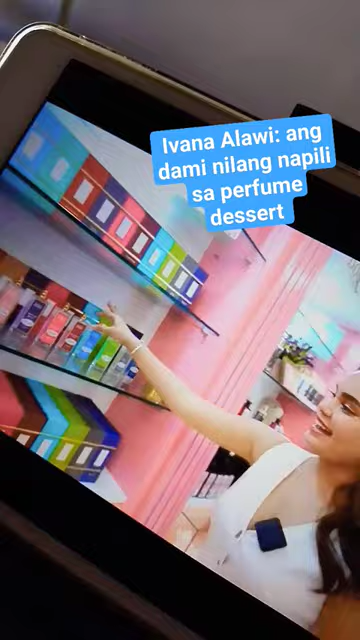 Ivana Alawi: ang
dami nilang napili
sa perfume
dessert